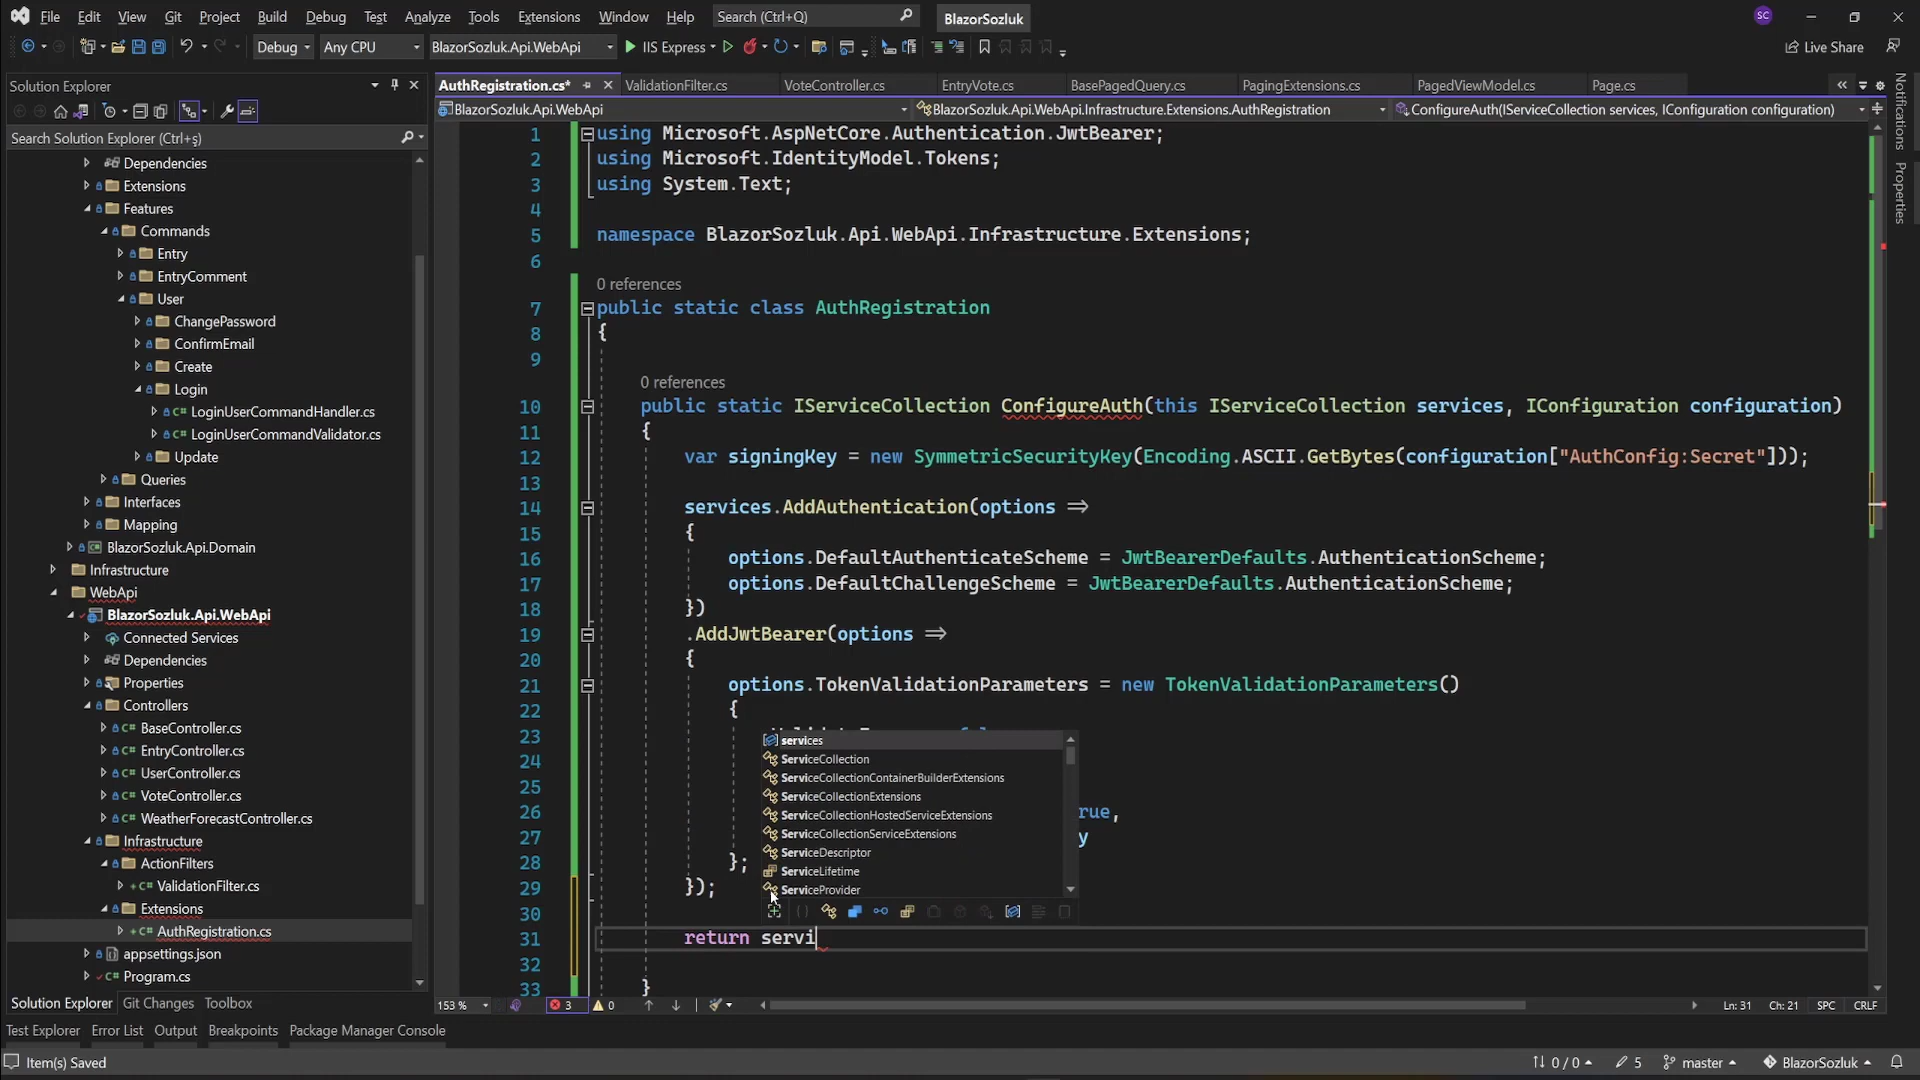 File Edit View Git Project Build Debug Test Analyze Tools Extensions Window Help Search (Ctrl+Q) BlazorSozluk SC
Debug Any CPU BlazorSozluk.Api.WebApi IIS Express Live Share
Solution Explorer
Search Solution Explorer (Ctrl+ş)
Dependencies
Extensions
Features
Commands
Entry
EntryComment
User
ChangePassword
ConfirmEmail
Create
Login
LoginUserCommandHandler.cs
LoginUserCommandValidator.cs
Update
Queries
Interfaces
Mapping
BlazorSozluk.Api.Domain
Infrastructure
WebApi
BlazorSozluk.Api.WebApi
Connected Services
Dependencies
Properties
Controllers
BaseController.cs
EntryController.cs
UserController.cs
VoteController.cs
WeatherForecastController.cs
Infrastructure
ActionFilters
ValidationFilter.cs
Extensions
AuthRegistration.cs
appsettings.json
Program.cs
Solution Explorer Git Changes Toolbox
AuthRegistration.cs* ValidationFilter.cs VoteController.cs EntryVote.cs BasePagedQuery.cs PagingExtensions.cs PagedViewModel.cs Page.cs
BlazorSozluk.Api.WebApi BlazorSozluk.Api.WebApi.Infrastructure.Extensions.AuthRegistration ConfigureAuth(IServiceCollection services, IConfiguration configuration)
1 using Microsoft.AspNetCore.Authentication.JwtBearer;
2 using Microsoft.IdentityModel.Tokens;
3 using System.Text;
4
5 namespace BlazorSozluk.Api.WebApi.Infrastructure.Extensions;
6
0 references
7 public static class AuthRegistration
8 {
9
0 references
10 public static IServiceCollection ConfigureAuth(this IServiceCollection services, IConfiguration configuration)
11 {
12 var signingKey = new SymmetricSecurityKey(Encoding.ASCII.GetBytes(configuration["AuthConfig:Secret"]));
13
14 services.AddAuthentication(options =>
15 {
16 options.DefaultAuthenticateScheme = JwtBearerDefaults.AuthenticationScheme;
17 options.DefaultChallengeScheme = JwtBearerDefaults.AuthenticationScheme;
18 })
19 .AddJwtBearer(options =>
20 {
21 options.TokenValidationParameters = new TokenValidationParameters()
22 {
23
24
25
26 rue,
27 y
28 };
29 });
30
31 return servi
32
33 }
services
ServiceCollection
ServiceCollectionContainerBuilderExtensions
ServiceCollectionExtensions
ServiceCollectionHostedServiceExtensions
ServiceCollectionServiceExtensions
ServiceDescriptor
ServiceLifetime
ServiceProvider
153 % 3 0 Ln: 31 Ch: 21 SPC CRLF
Notifications
Properties
Test Explorer Error List Output Breakpoints Package Manager Console
Item(s) Saved 0 / 0 5 master BlazorSozluk